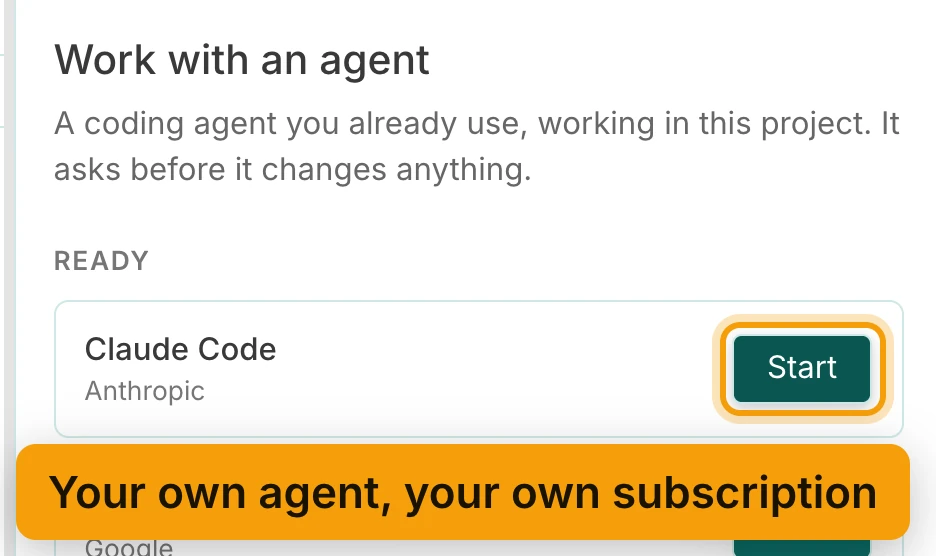 Work with an agent
A coding agent you already use, working in this project. It
asks before it changes anything.
READY
Claude Code
Anthropic
Start
Your own agent, your own subscription
Google